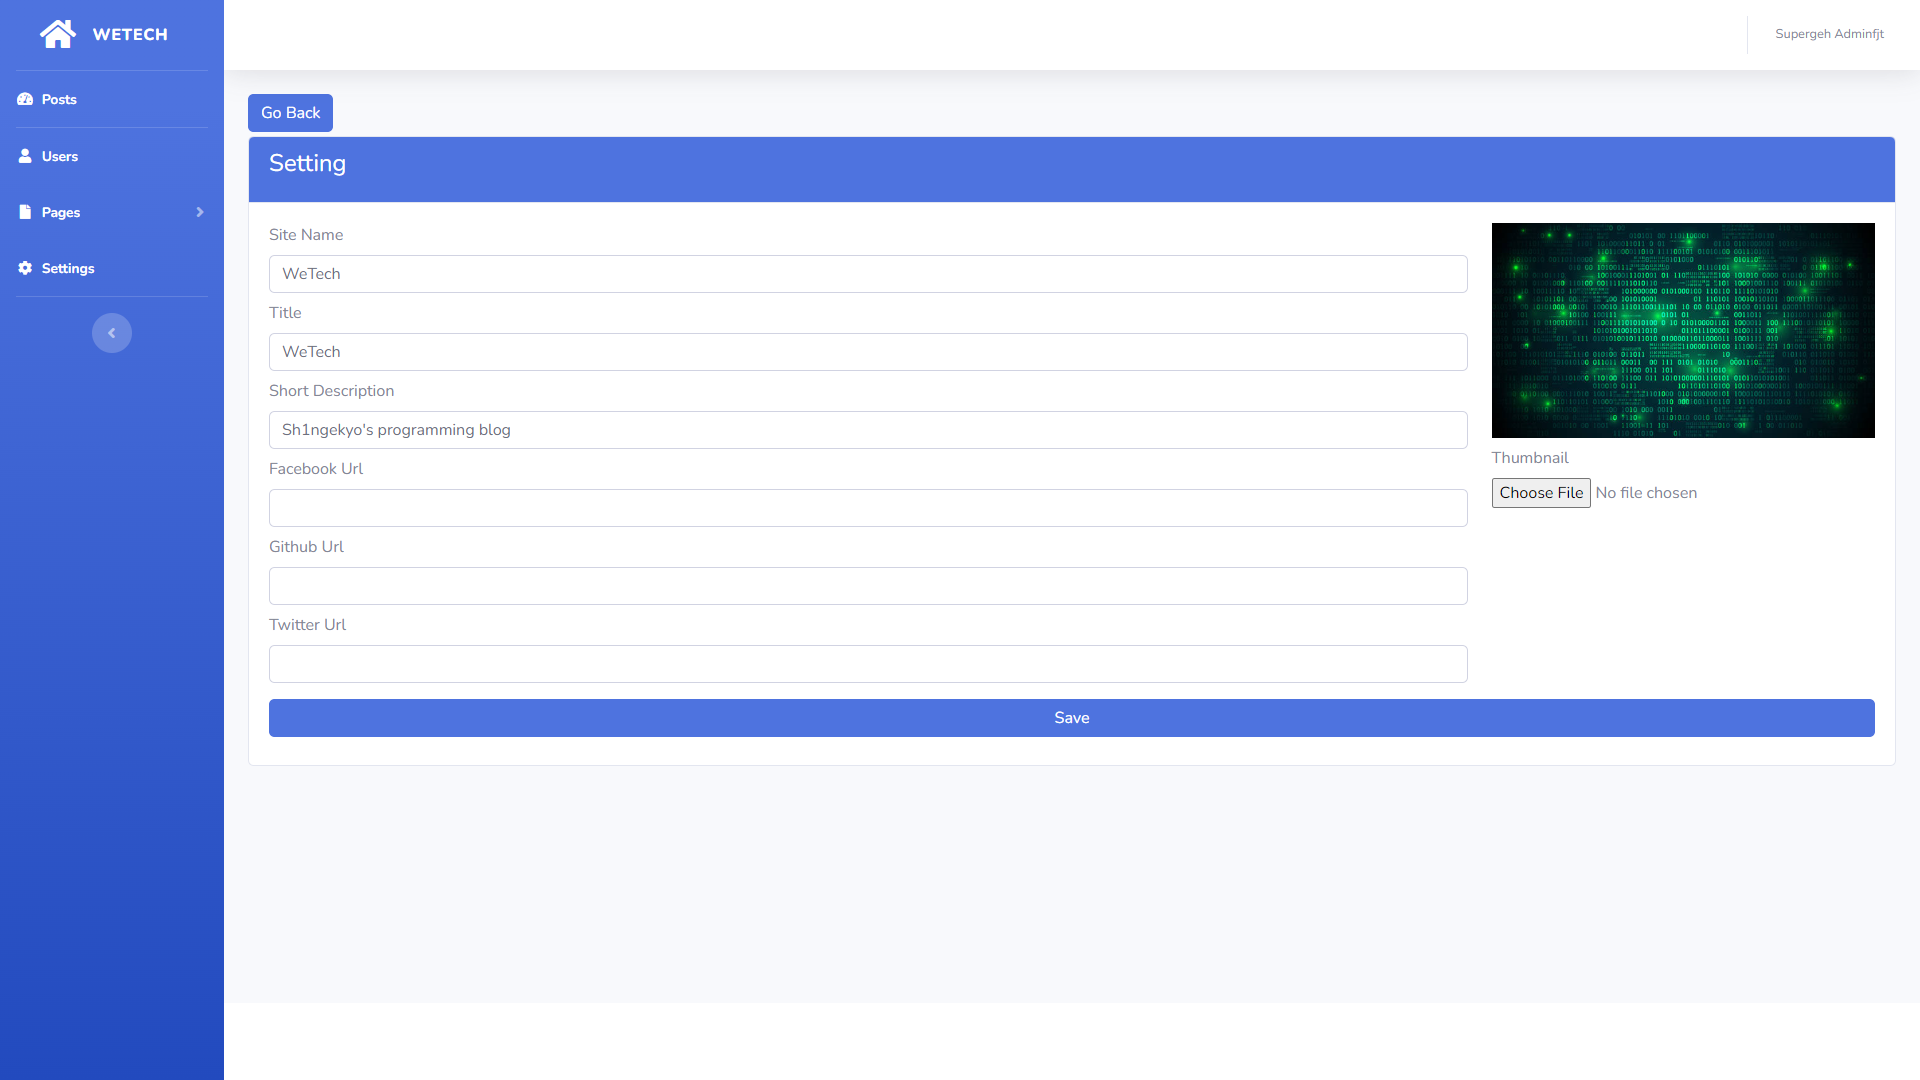 WETECH
Supergeh Adminfjt
Posts
Users
Pages
Settings
Go Back
Setting
Site Name
WeTech
Title
WeTech
Short Description
Sh1ngekyo's programming blog
Facebook Url
Github Url
Twitter Url
Thumbnail
Choose File No file chosen
Save